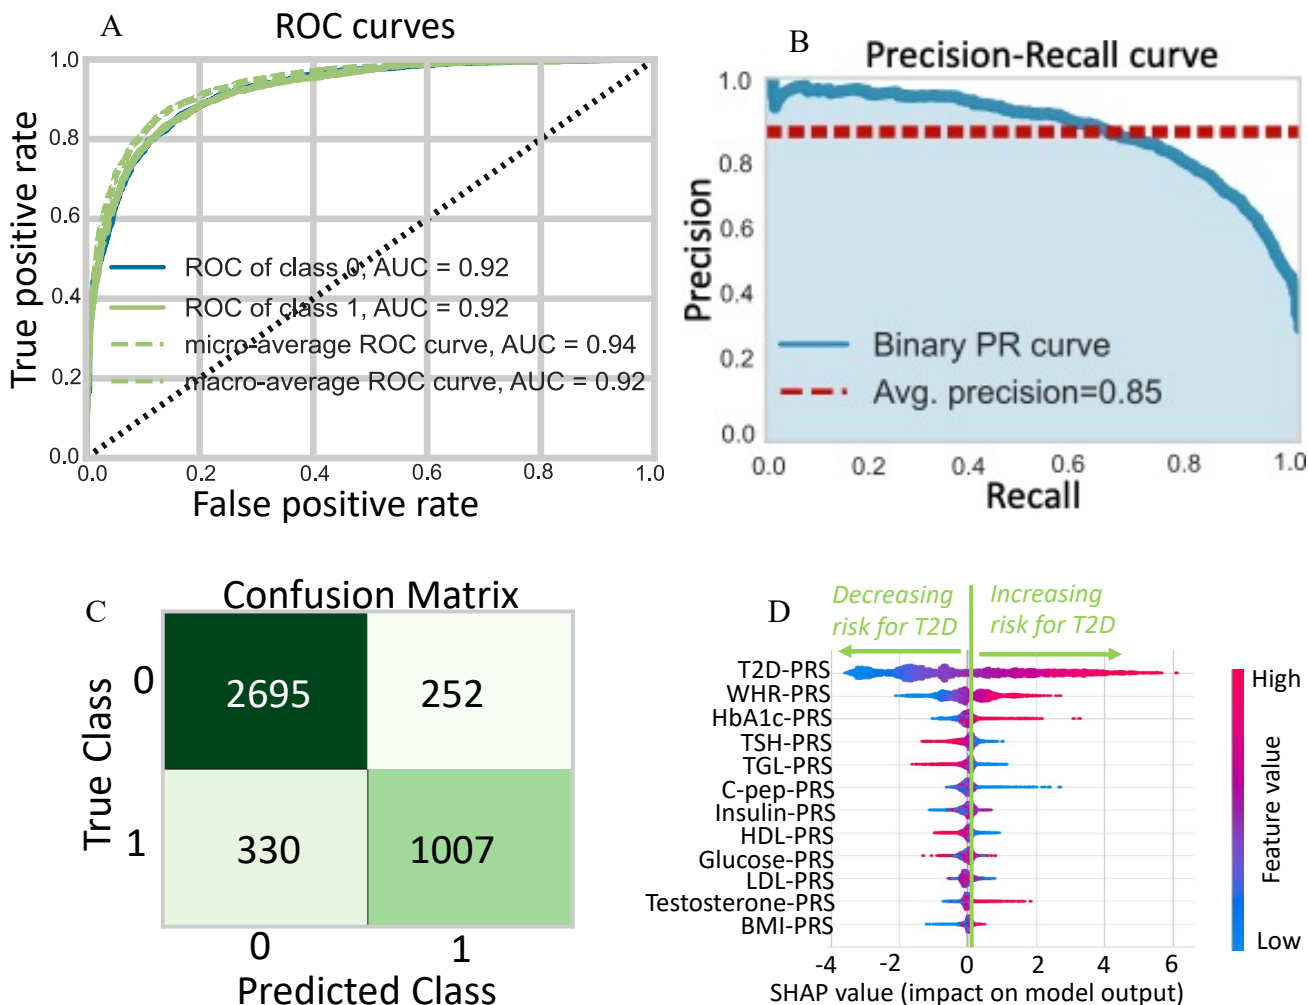 A
ROC curves
True positive rate
1.0
0.8
0.6
0.4
0.2
0.0
ROC of class 0, AUC = 0.92
ROC of class 1, AUC = 0.92
micro-average ROC curve, AUC = 0.94
macro-average ROC curve, AUC = 0.92
0.0 0.2 0.4 0.6 0.8 1.0
False positive rate
B
Precision-Recall curve
Precision
1.0
0.8
0.6
0.4
0.2
0.0
Binary PR curve
Avg. precision=0.85
0.0 0.2 0.4 0.6 0.8 1.0
Recall
C
Confusion Matrix
True Class
0
2695 252
1
330 1007
0 1
Predicted Class
D
Decreasing
risk for T2D
Increasing
risk for T2D
T2D-PRS
WHR-PRS
HbA1c-PRS
TSH-PRS
TGL-PRS
C-pep-PRS
Insulin-PRS
HDL-PRS
Glucose-PRS
LDL-PRS
Testosterone-PRS
BMI-PRS
-4 -2 0 2 4 6
SHAP value (impact on model output)
High
Feature value
Low